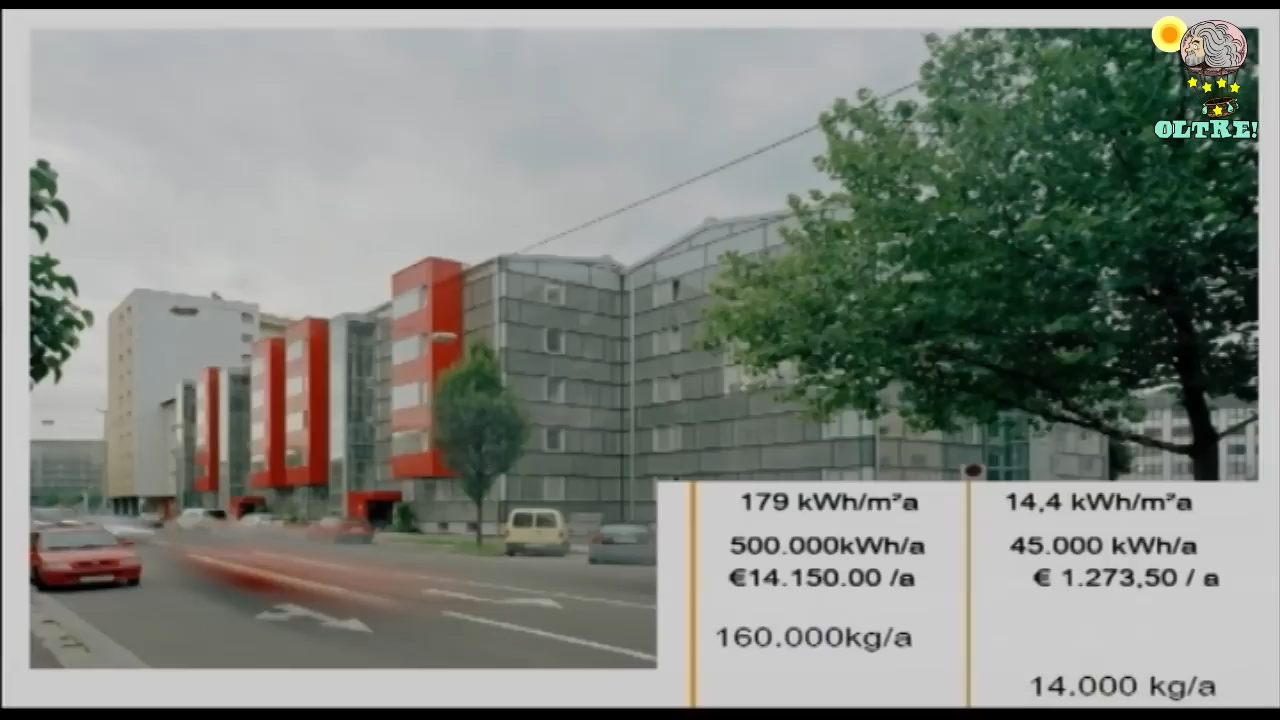 OLTRE!
179 kWh/m²a
14,4 kWh/m²a
500.000kWh/a
45.000 kWh/a
€14.150.00 /a
€ 1.273,50 / a
160.000kg/a
14.000 kg/a